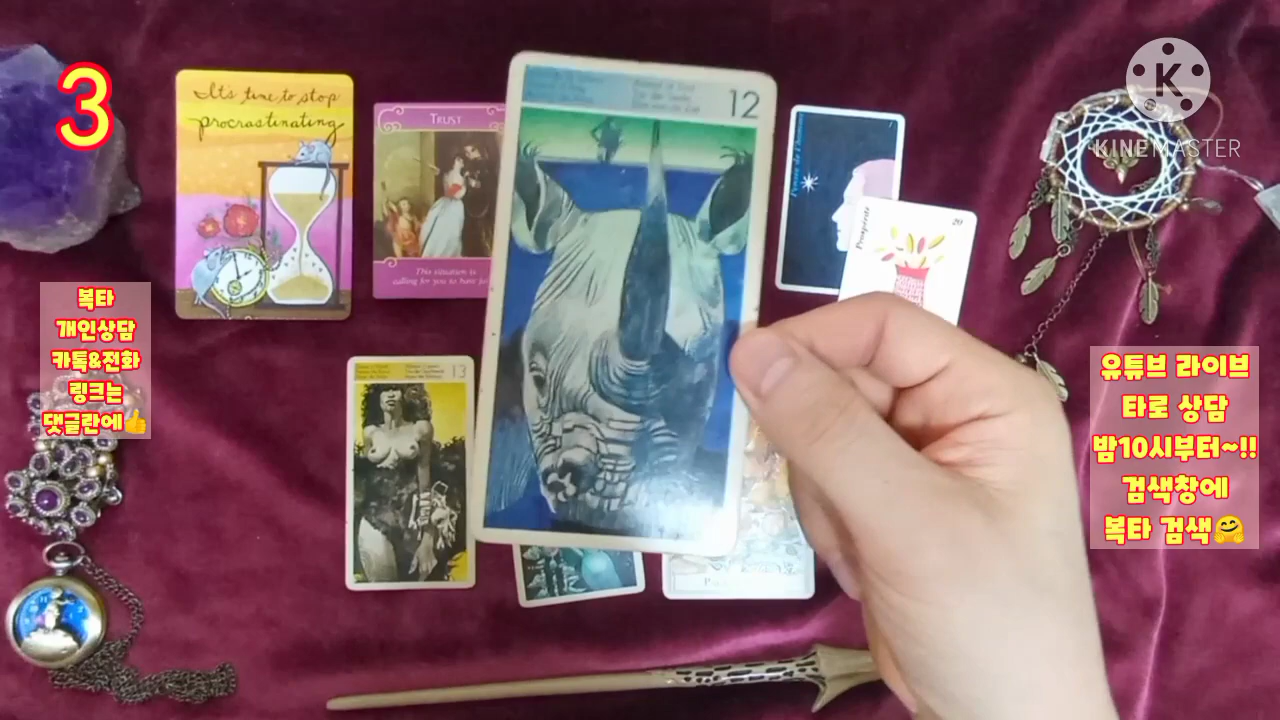 3
It's time to stop
procrastinating
TRUST
This situation is
calling for you to have
12
13
Prospérité
K
KINEMASTER
복타
개인상담
카톡&전화
링크는
댓글란에👍
유튜브 라이브
타로 상담
밤10시부터~!!
검색창에
복타 검색🤗